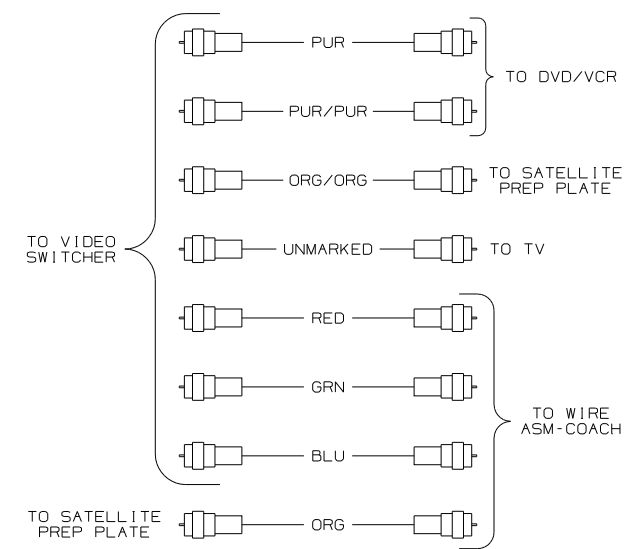 PUR
TO DVD/VCR
PUR/PUR
ORG/ORG
TO SATELLITE
PREP PLATE
TO VIDEO
SWITCHER
UNMARKED
TO TV
RED
GRN
TO WIRE
ASM-COACH
BLU
TO SATELLITE
PREP PLATE
ORG